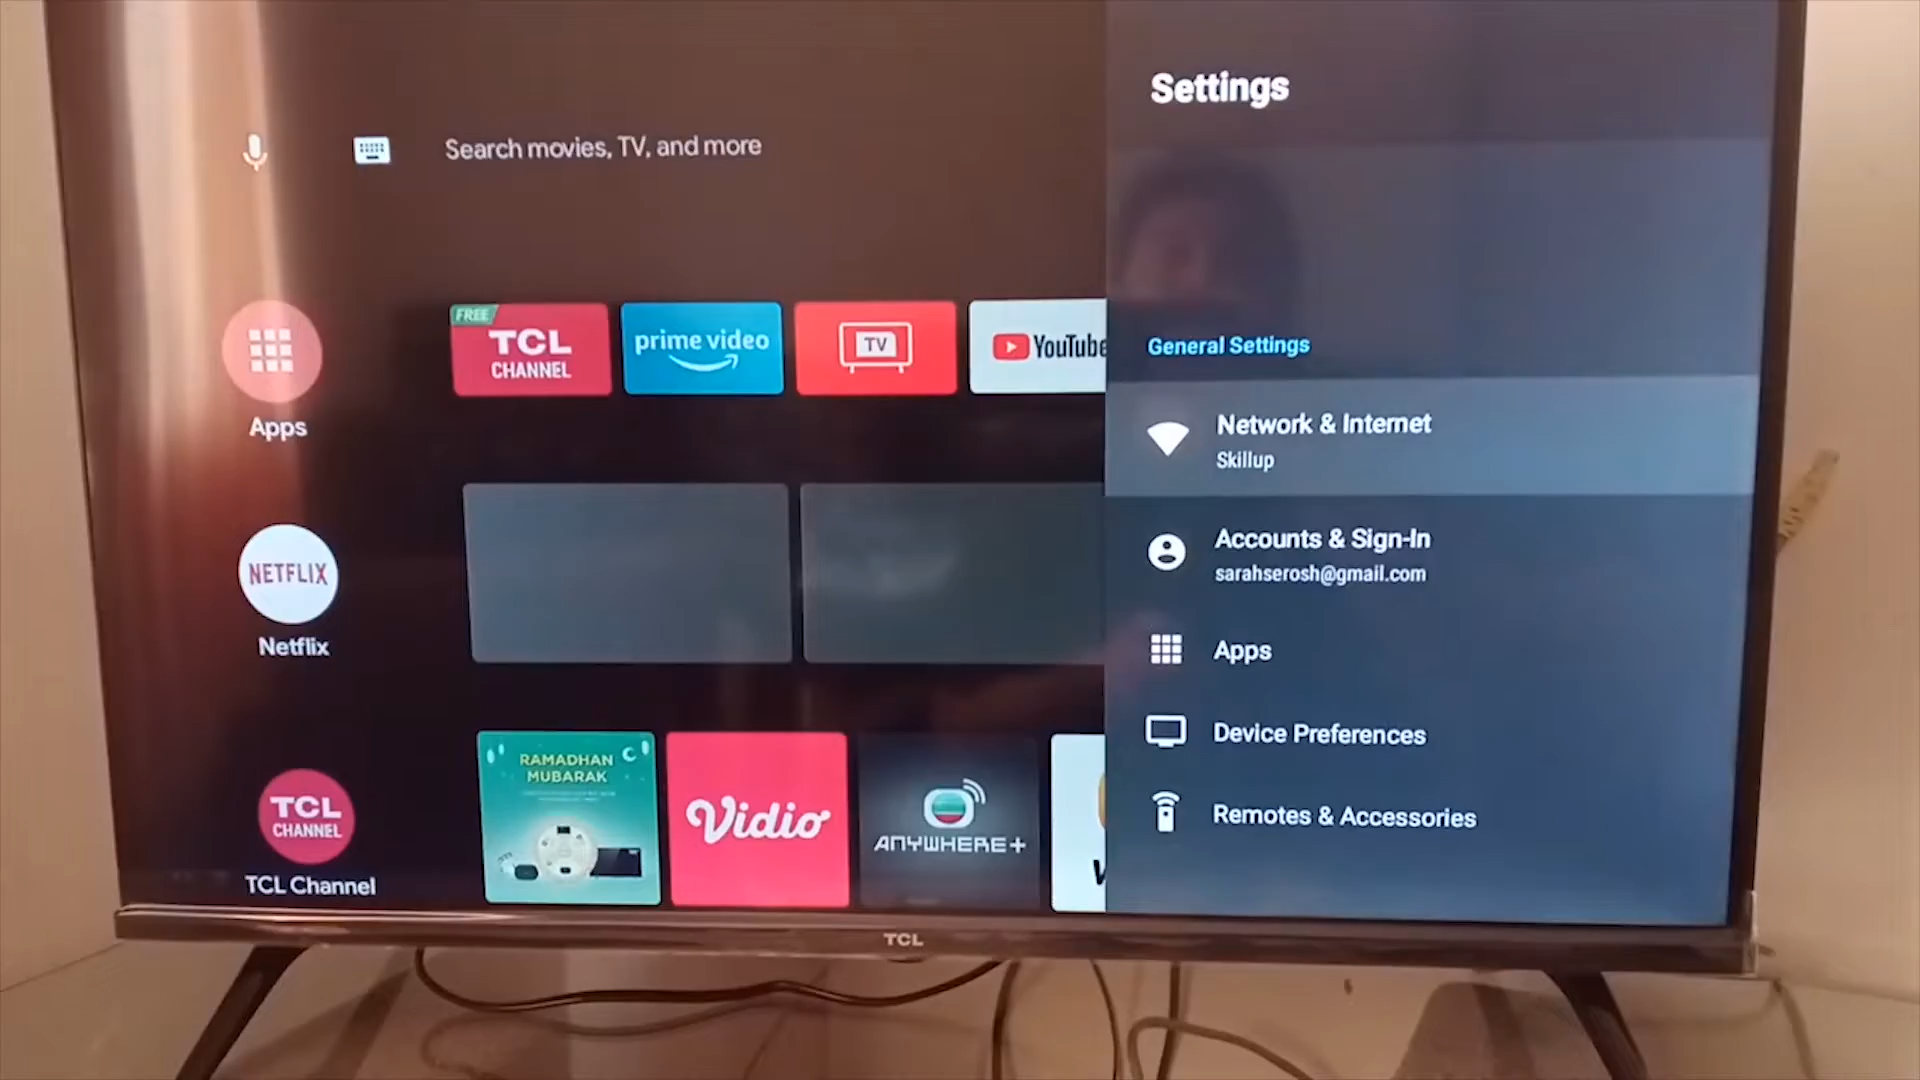 Settings
Search movies, TV, and more
FREE
TCL
CHANNEL
prime video
TV
YouTube
General Settings
Apps
Network & Internet
Skillup
Accounts & Sign-In
sarahserosh@gmail.com
NETFLIX
Netflix
Apps
Device Preferences
RAMADHAN
MUBARAK
Vidio
ANYWHERE+
Remotes & Accessories
TCL
CHANNEL
TCL Channel
TCL